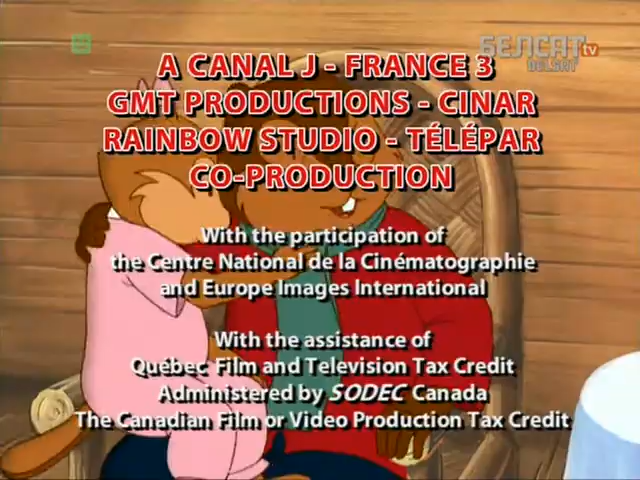 БЕЛСАТ tv
BELSAT
A CANAL J - FRANCE 3
GMT PRODUCTIONS - CINAR
RAINBOW STUDIO - TÉLÉPAR
CO-PRODUCTION
With the participation of
the Centre National de la Cinématographie
and Europe Images International
With the assistance of
Québec Film and Television Tax Credit
Administered by SODEC Canada
The Canadian Film or Video Production Tax Credit